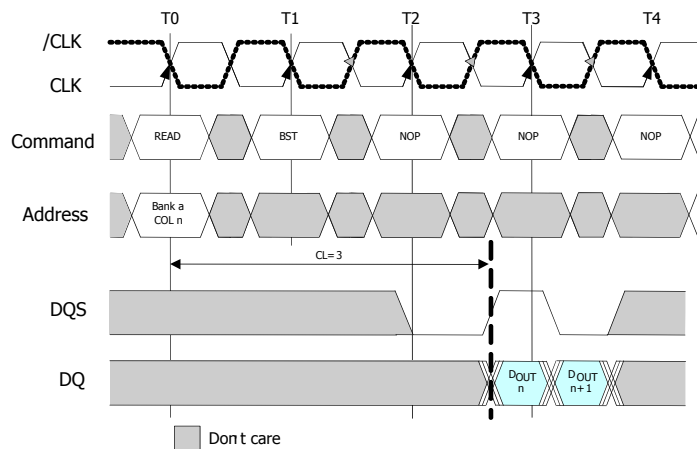 T0 T1 T2 T3 T4
/CLK
CLK
Command READ BST NOP NOP NOP
Address Bank a
COL n
CL=3
DQS
DQ DOUT
n DOUT
n+1
Don't care